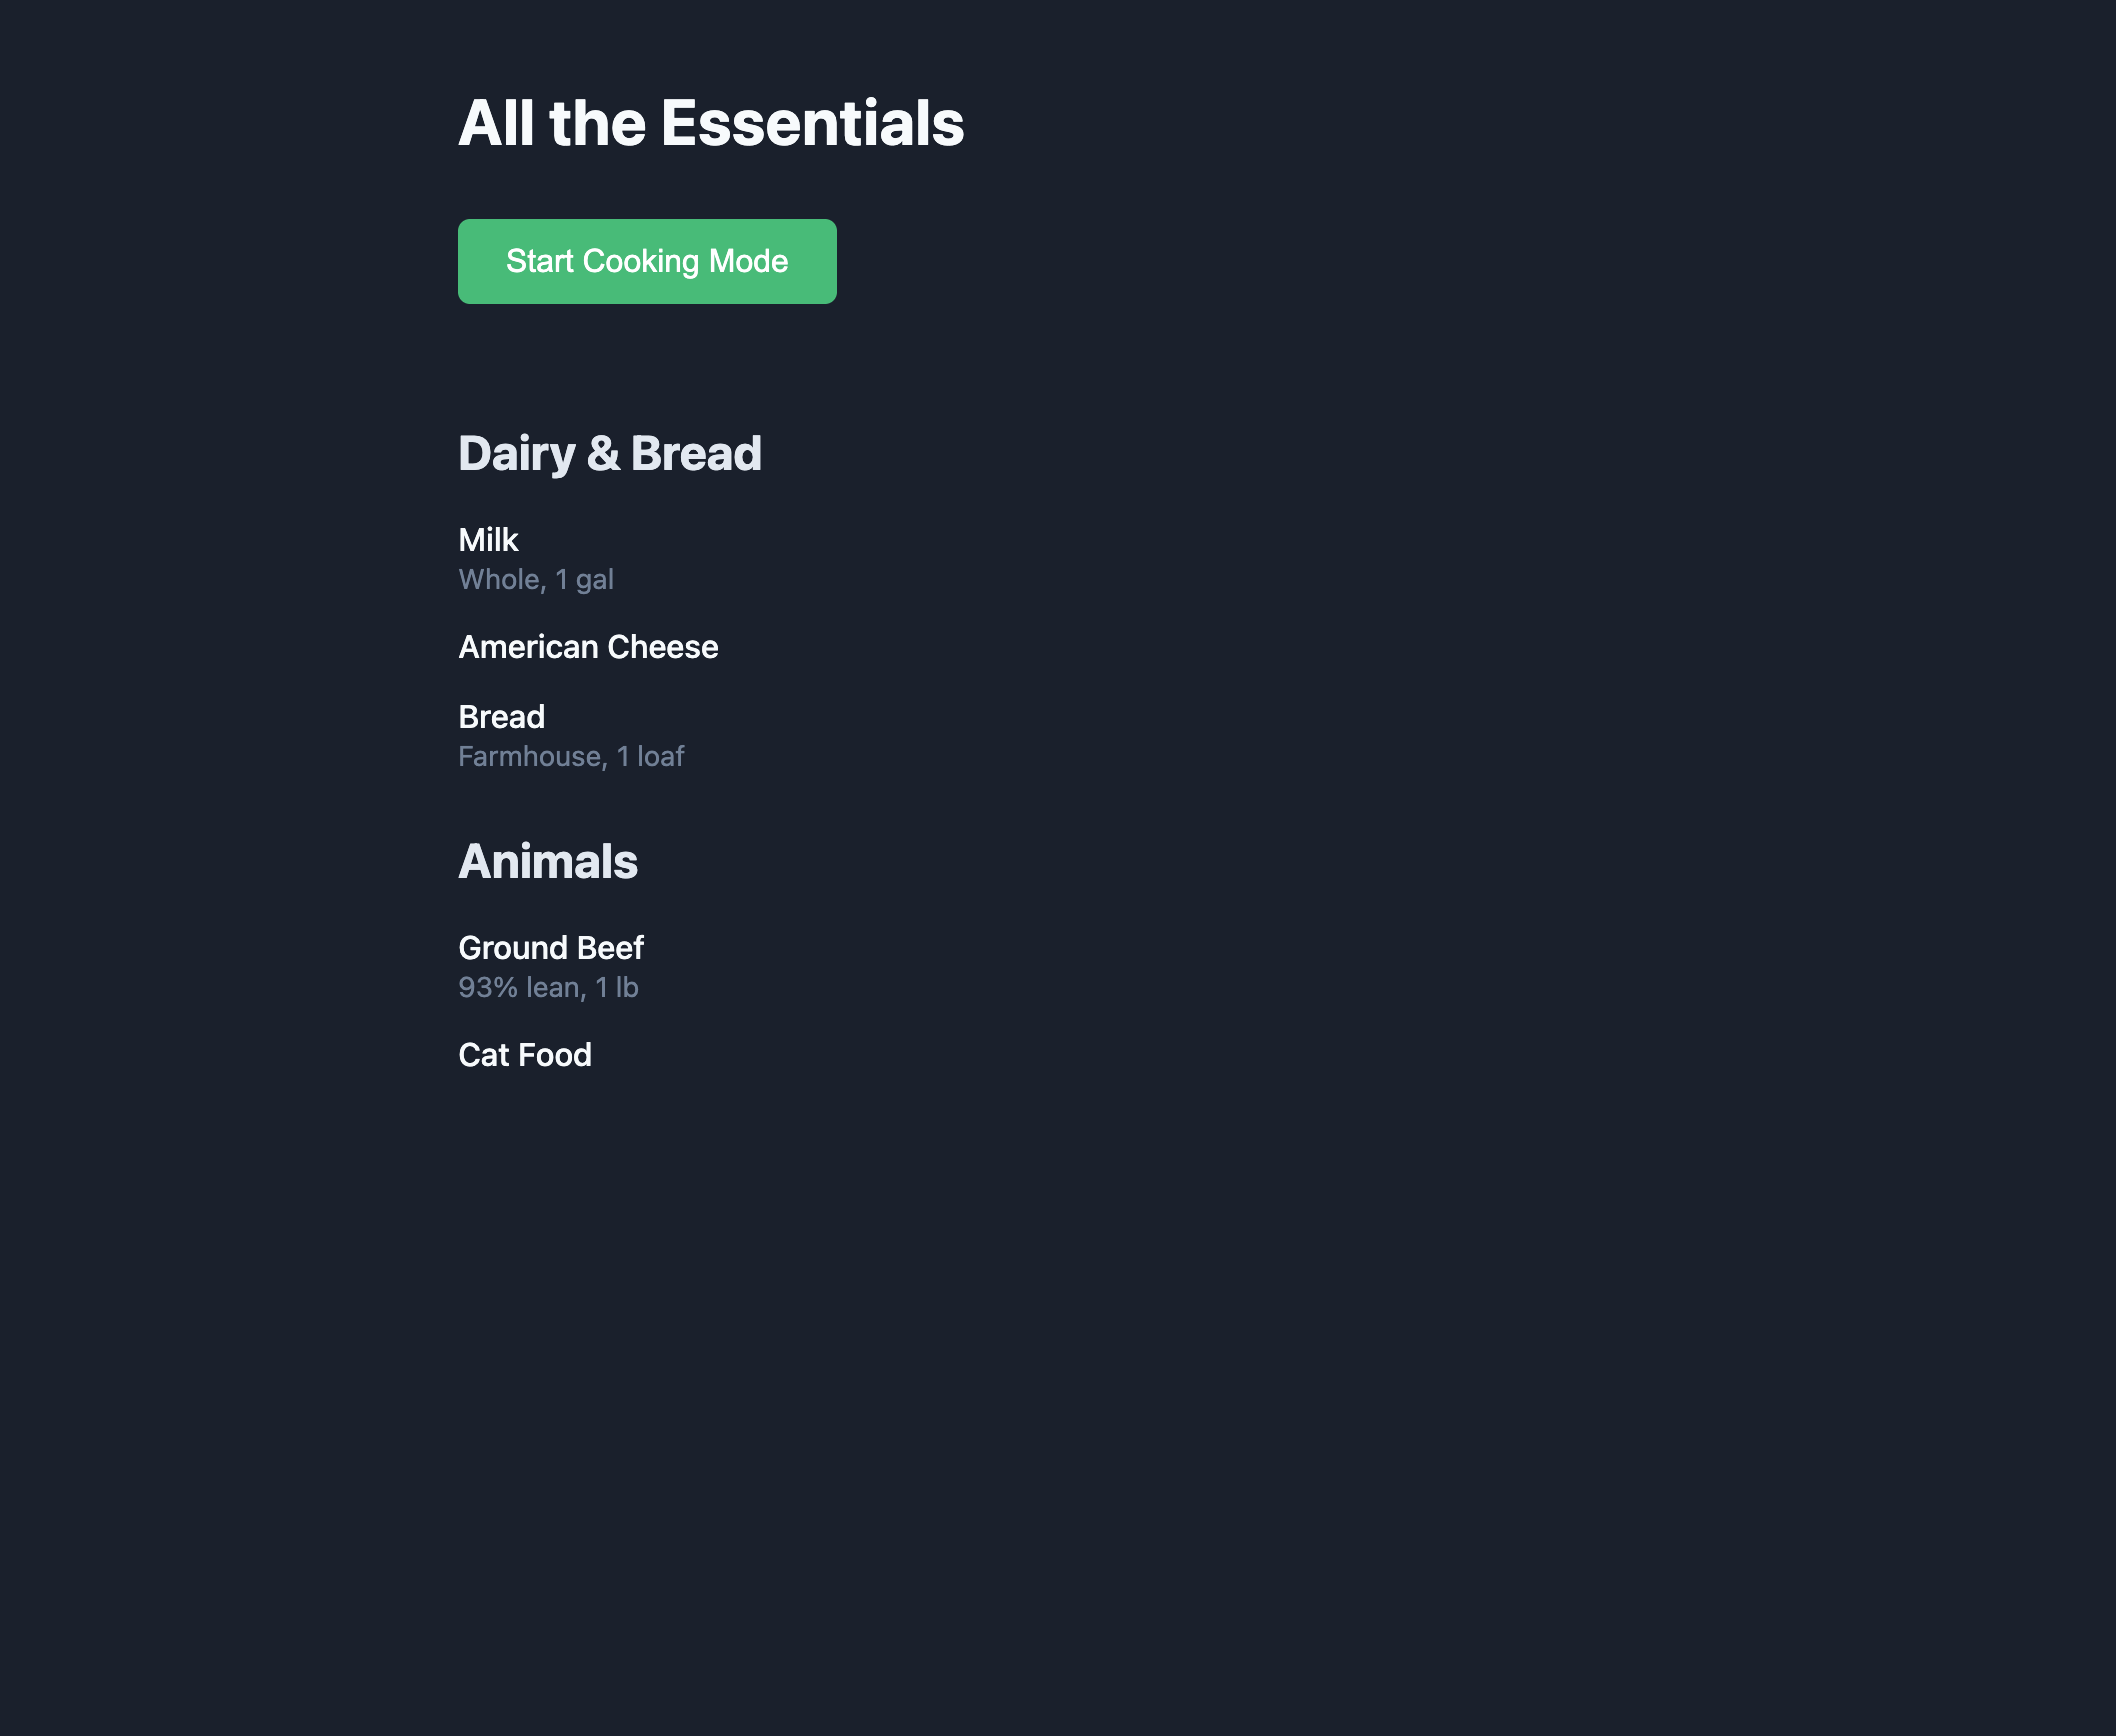 All the Essentials
Start Cooking Mode
Dairy & Bread
Milk
Whole, 1 gal
American Cheese
Bread
Farmhouse, 1 loaf
Animals
Ground Beef
93% lean, 1 lb
Cat Food